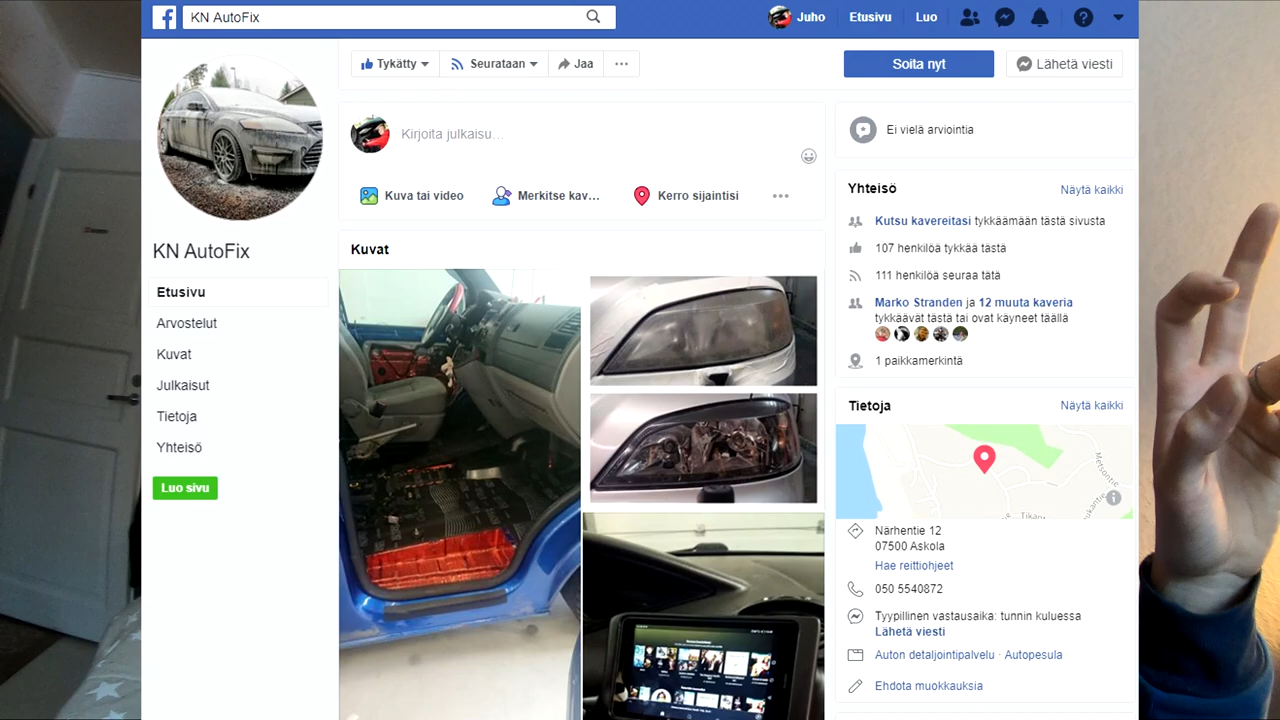 KN AutoFix
Juho
Etusivu
Luo
Tykätty
Seurataan
Jaa
Soita nyt
Lähetä viesti
Kirjoita julkaisu...
Kuva tai video
Merkitse kav...
Kerro sijaintisi
KN AutoFix
Etusivu
Arvostelut
Kuvat
Julkaisut
Tietoja
Yhteisö
Luo sivu
Kuvat
Ei vielä arviointia
Yhteisö
Näytä kaikki
Kutsu kavereitasi tykkäämään tästä sivusta
107 henkilöä tykkää tästä
111 henkilöä seuraa tätä
Marko Stranden ja 12 muuta kaveria
tykkäävät tästä tai ovat käyneet täällä
1 paikkamerkintä
Tietoja
Näytä kaikki
Metsontie
Tikan
Närhentie 12
07500 Askola
Hae reittiohjeet
050 5540872
Tyypillinen vastausaika: tunnin kuluessa
Lähetä viesti
Auton detaljointipalvelu · Autopesula
Ehdota muokkauksia